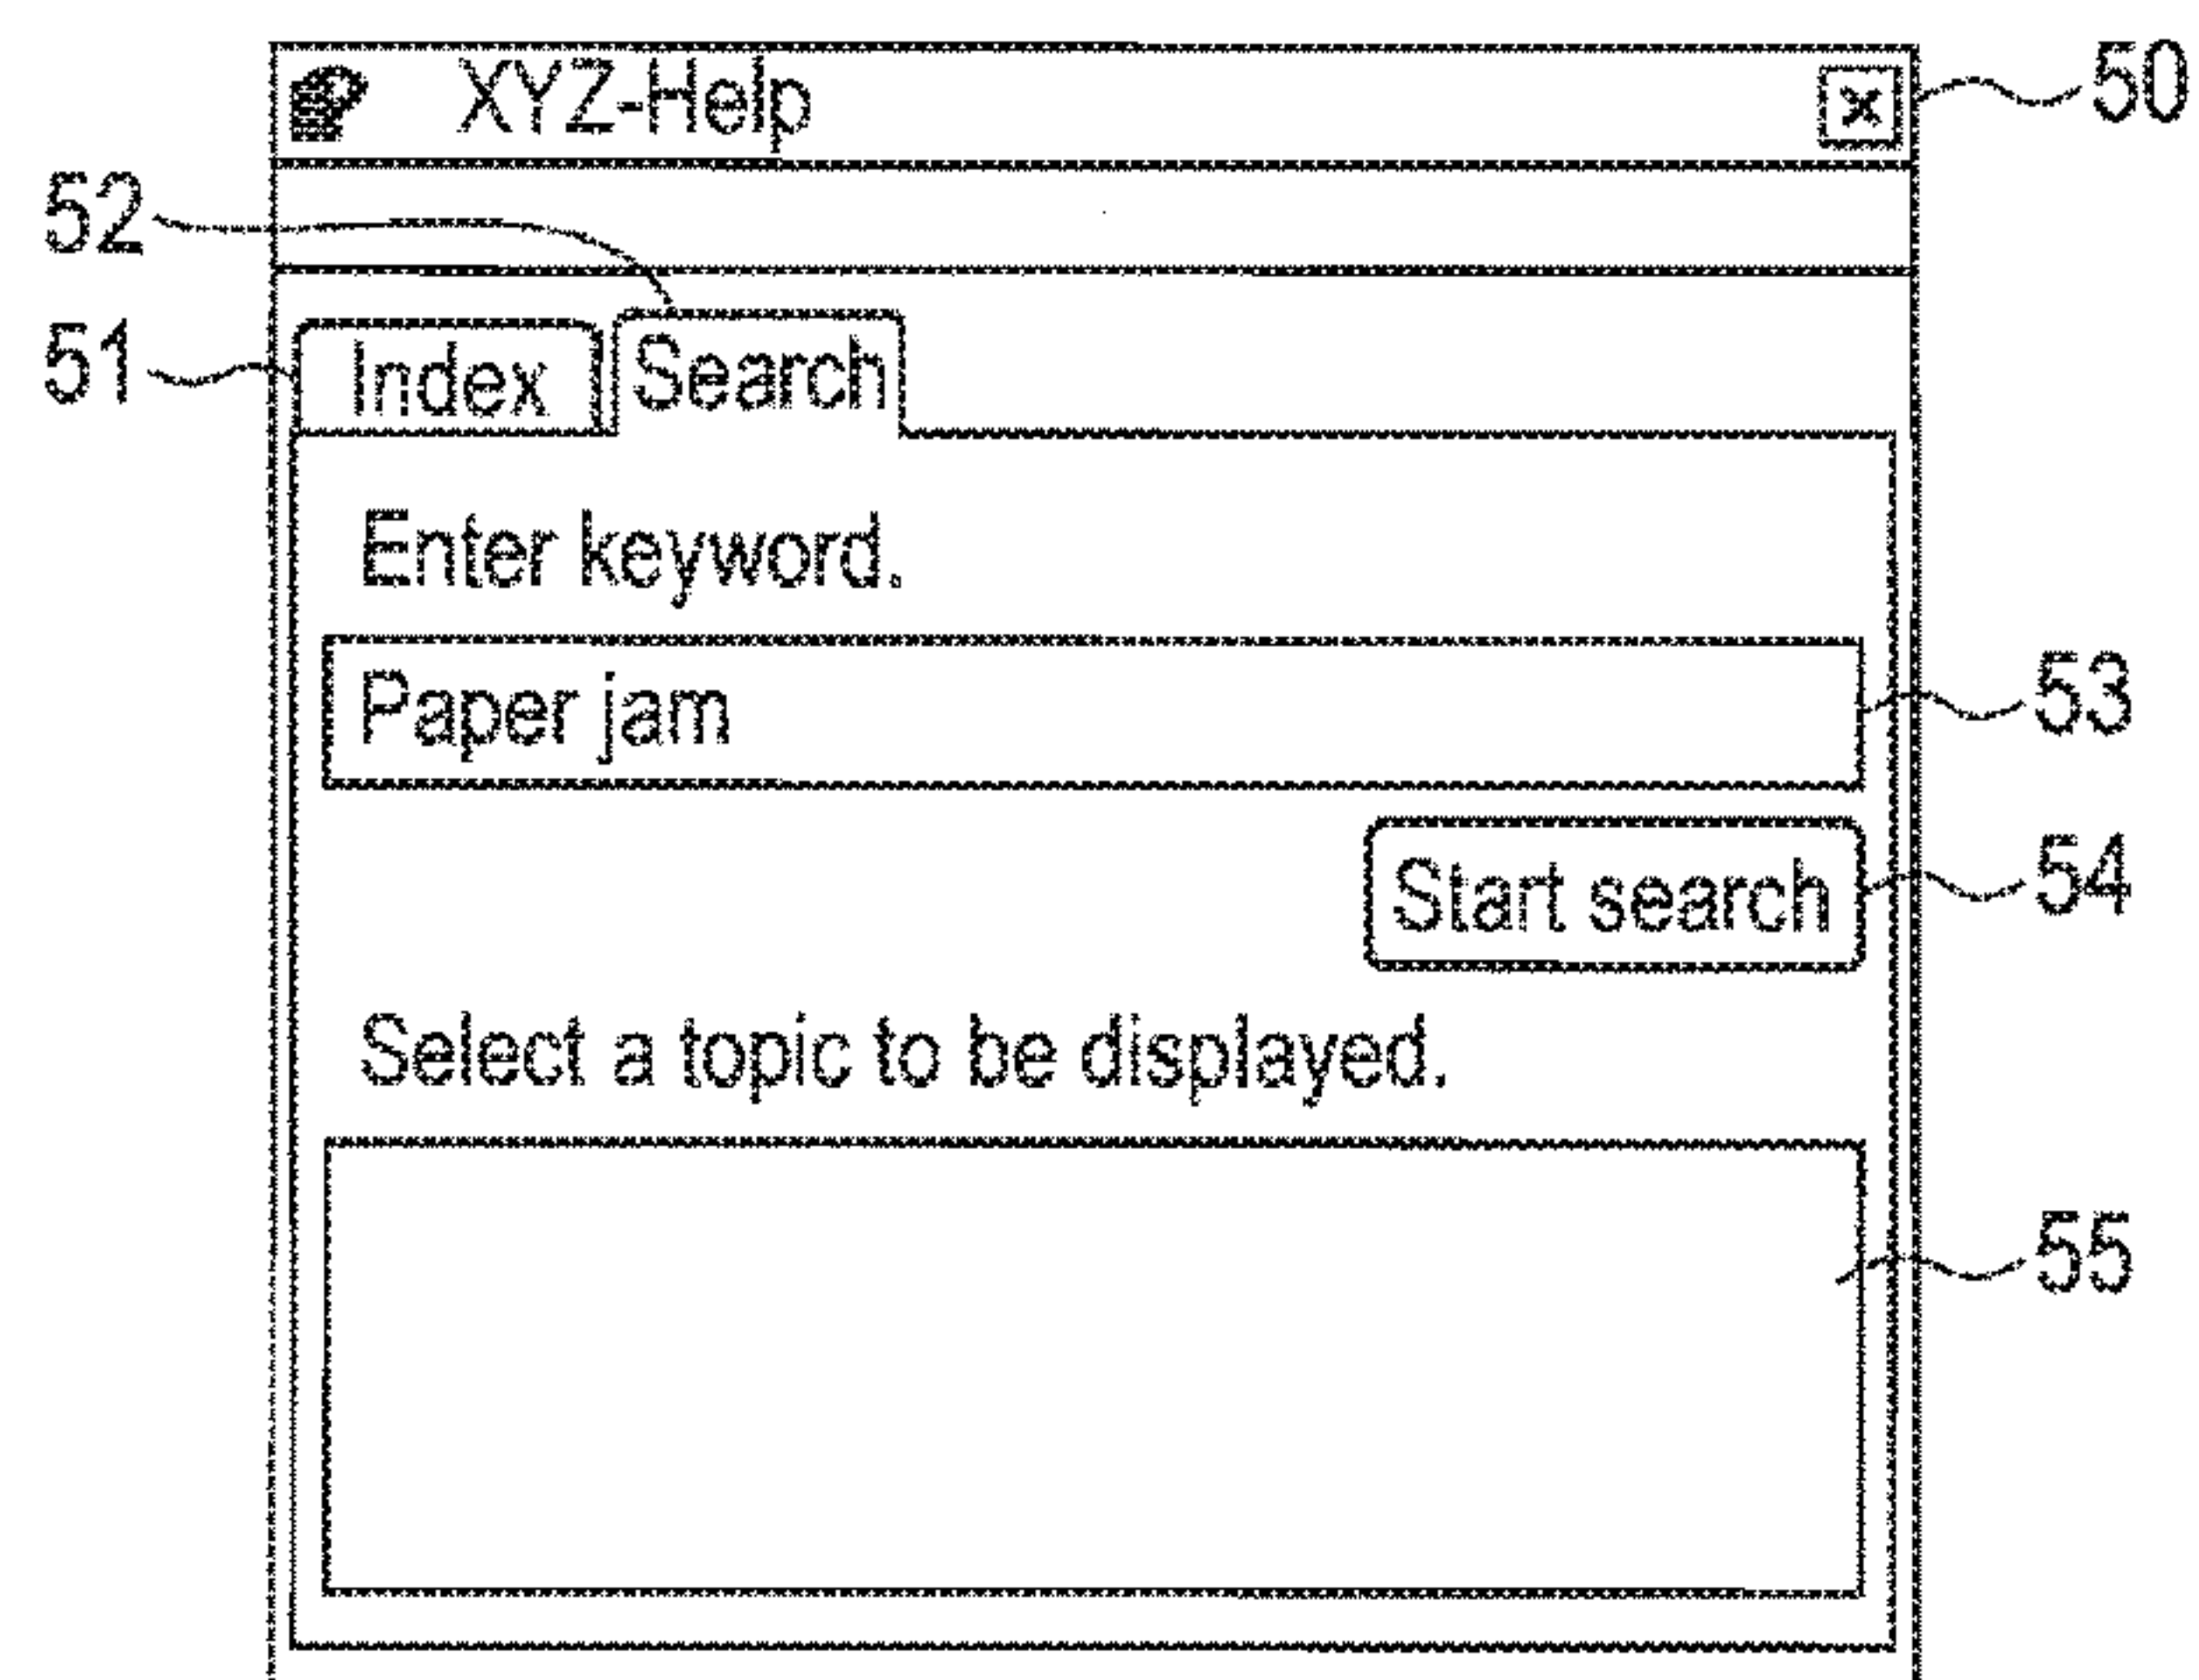 XYZ-Help
50
52
51
Index
Search
Enter keyword.
Paper jam
53
Start search
54
Select a topic to be displayed.
55